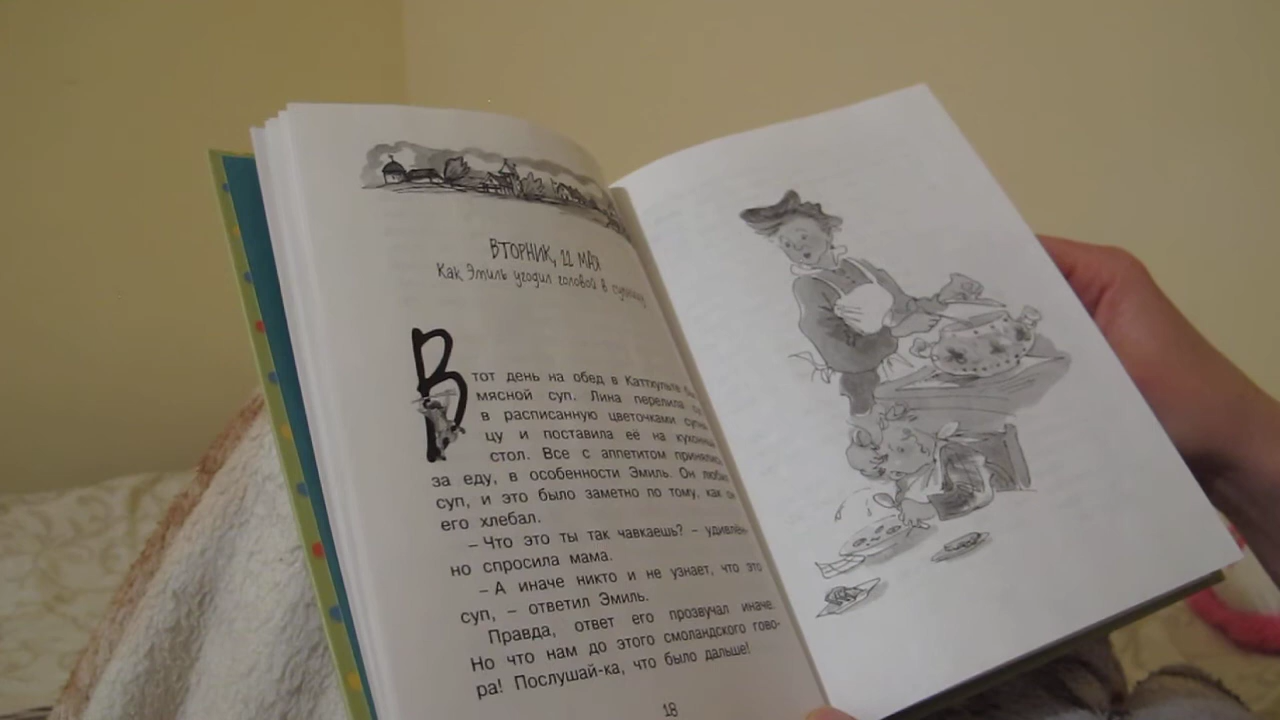 ВТОРНИК, 22 МАЯ
Как Эмиль угодил головой в супницу
В тот день на обед в Каттхульте
мясной суп. Лина перелила
в расписанную цветочками
цу и поставила её на кухонный
стол. Все с аппетитом принялись
за еду, в особенности Эмиль. Он любил
суп, и это было заметно по тому, как он
его хлебал.
– Что это ты так чавкаешь? – удивлён-
но спросила мама.
– А иначе никто и не узнает, что это
суп, – ответил Эмиль.
Правда, ответ его прозвучал иначе.
Но что нам до этого смоландского гово-
ра! Послушай-ка, что было дальше!
18